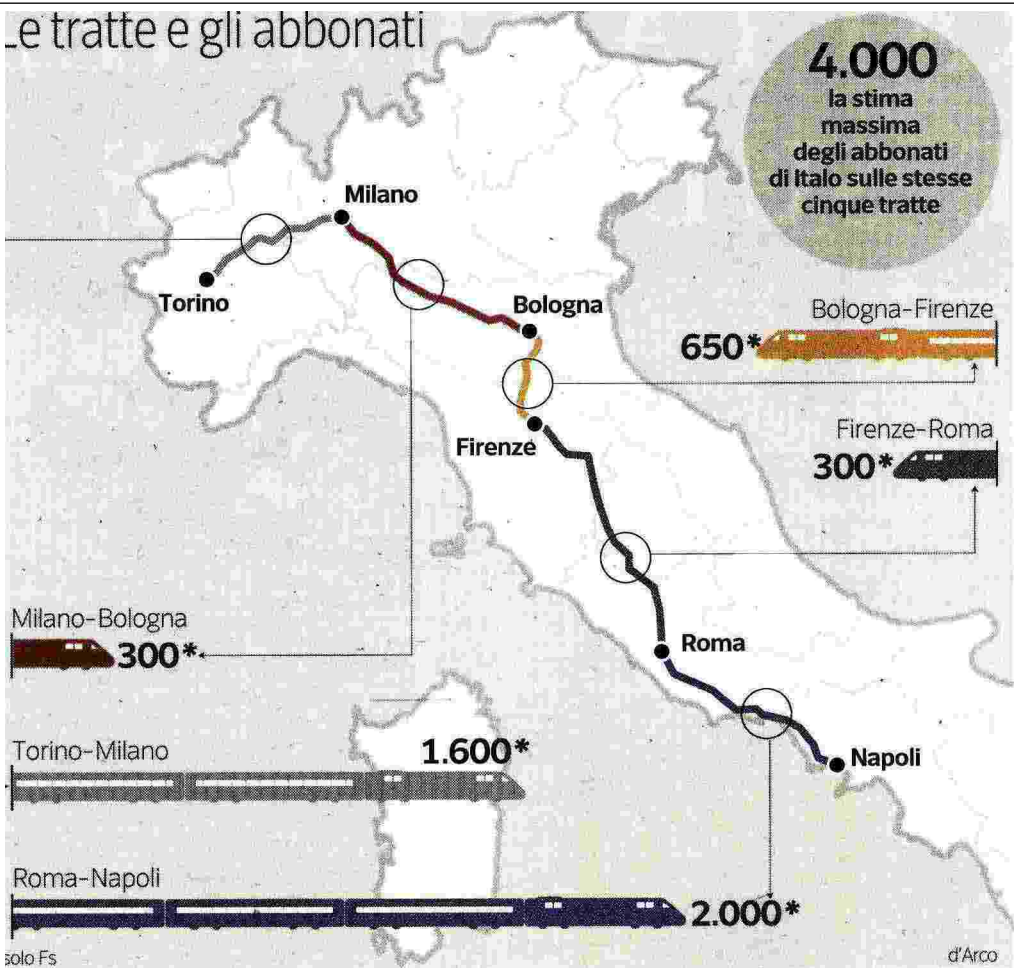 Le tratte e gli abbonati
4.000
la stima
massima
degli abbonati
di Italo sulle stesse
cinque tratte
Milano
Torino
Bologna
Bologna-Firenze
650*
Firenze
Firenze-Roma
300*
Milano-Bologna
300*
Roma
Torino-Milano
1.600*
Napoli
Roma-Napoli
2.000*
solo Fs
d'Arco